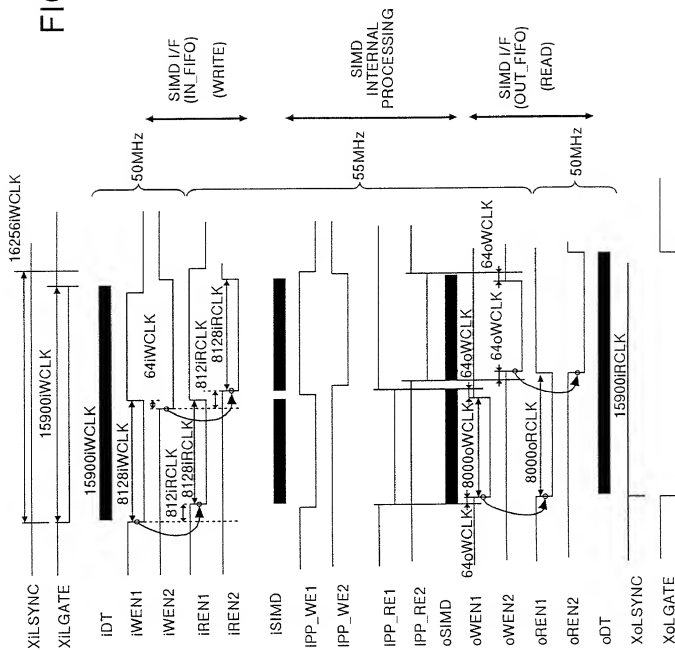 FIG
16256iWCLK
XiLSYNC
15900iWCLK
XiLGATE
50MHz
15900iWCLK
iDT
8128iWCLK
iWEN1
64iWCLK
iWEN2
SIMD I/F
(IN_FIFO)
(WRITE)
812iRCLK
812iRCLK
8128iRCLK
8128iRCLK
iREN1
iREN2
55MHz
iSIMD
IPP_WE1
IPP_WE2
SIMD
INTERNAL
PROCESSING
IPP_RE1
IPP_RE2
oSIMD
64oWCLK
64oWCLK
64oWCLK
64oWCLK
8000oWCLK
oWEN1
oWEN2
SIMD I/F
(OUT_FIFO)
(READ)
8000oRCLK
oREN1
oREN2
50MHz
oDT
15900iRCLK
XoLSYNC
XoLGATE